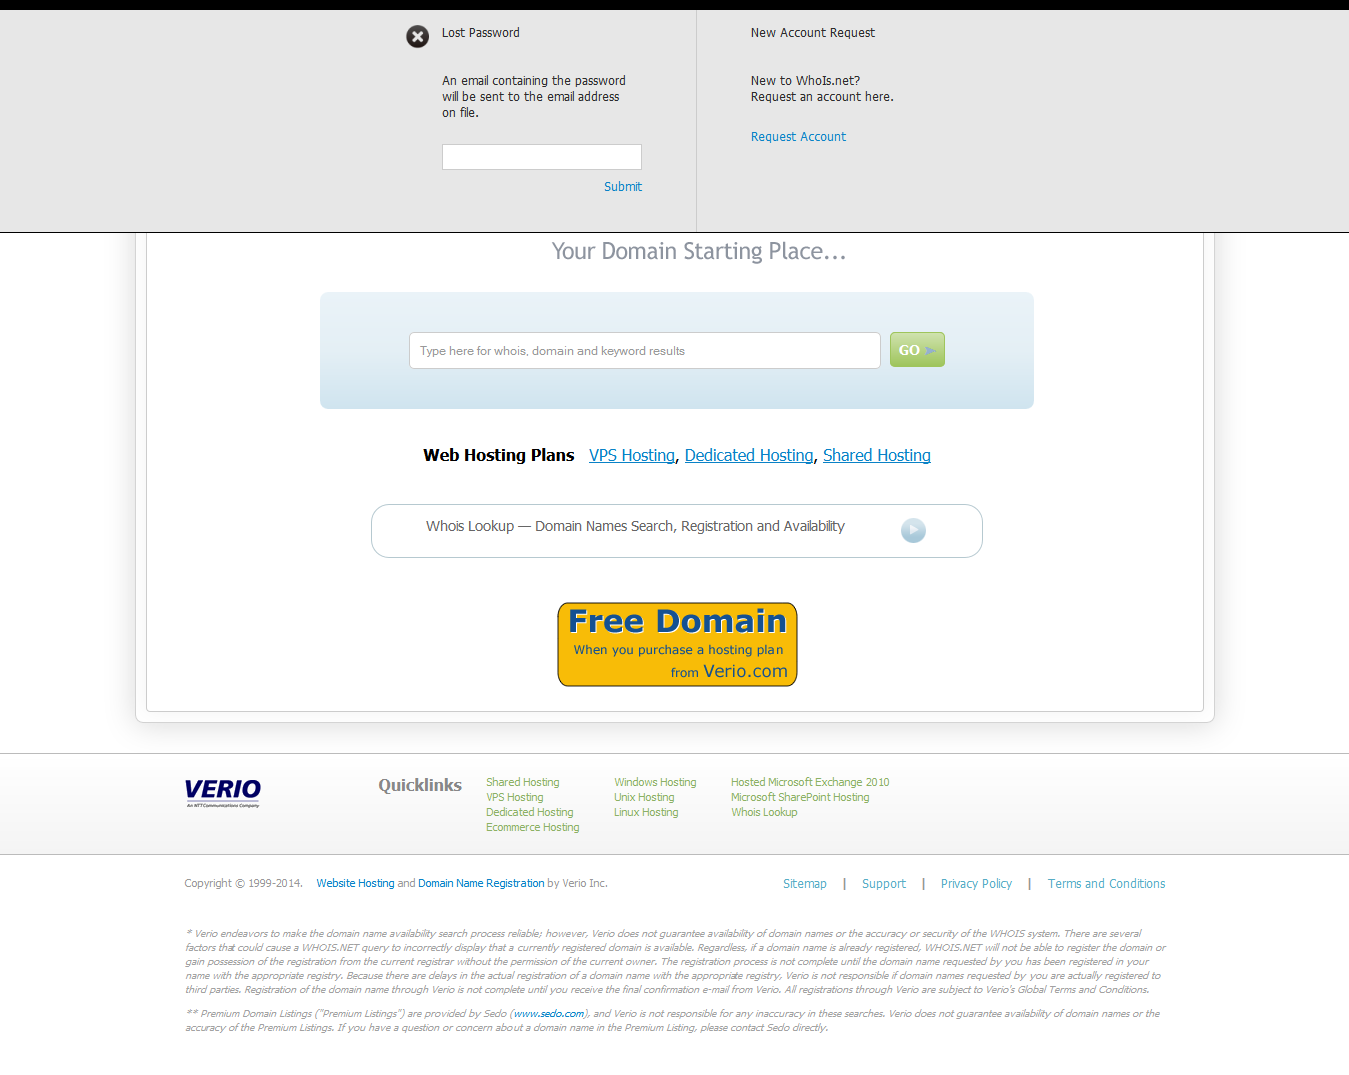 Lost Password
An email containing the password
will be sent to the email address
on file.
Submit
New Account Request
New to WhoIs.net?
Request an account here.
Request Account
Your Domain Starting Place...
Type here for whois, domain and keyword results
GO
Web Hosting Plans VPS Hosting, Dedicated Hosting, Shared Hosting
Whois Lookup — Domain Names Search, Registration and Availability
Free Domain
When you purchase a hosting plan
from Verio.com
VERIO
An NTT Communications Company
Quicklinks
Shared Hosting
VPS Hosting
Dedicated Hosting
Ecommerce Hosting
Windows Hosting
Unix Hosting
Linux Hosting
Hosted Microsoft Exchange 2010
Microsoft SharePoint Hosting
Whois Lookup
Copyright © 1999-2014. Website Hosting and Domain Name Registration by Verio Inc.
Sitemap | Support | Privacy Policy | Terms and Conditions
* Verio endeavors to make the domain name availability search process reliable; however, Verio does not guarantee availability of domain names or the accuracy or security of the WHOIS system. There are several
factors that could cause a WHOIS.NET query to incorrectly display that a currently registered domain is available. Regardless, if a domain name is already registered, WHOIS.NET will not be able to register the domain or
gain possession of the registration from the current registrar without the permission of the current owner. The registration process is not complete until the domain name requested by you has been registered in your
name with the appropriate registry. Because there are delays in the actual registration of a domain name with the appropriate registry, Verio is not responsible if domain names requested by you are actually registered to
third parties. Registration of the domain name through Verio is not complete until you receive the final confirmation e-mail from Verio. All registrations through Verio are subject to Verio's Global Terms and Conditions.
** Premium Domain Listings ("Premium Listings") are provided by Sedo (www.sedo.com), and Verio is not responsible for any inaccuracy in these searches. Verio does not guarantee availability of domain names or the
accuracy of the Premium Listings. If you have a question or concern about a domain name in the Premium Listing, please contact Sedo directly.